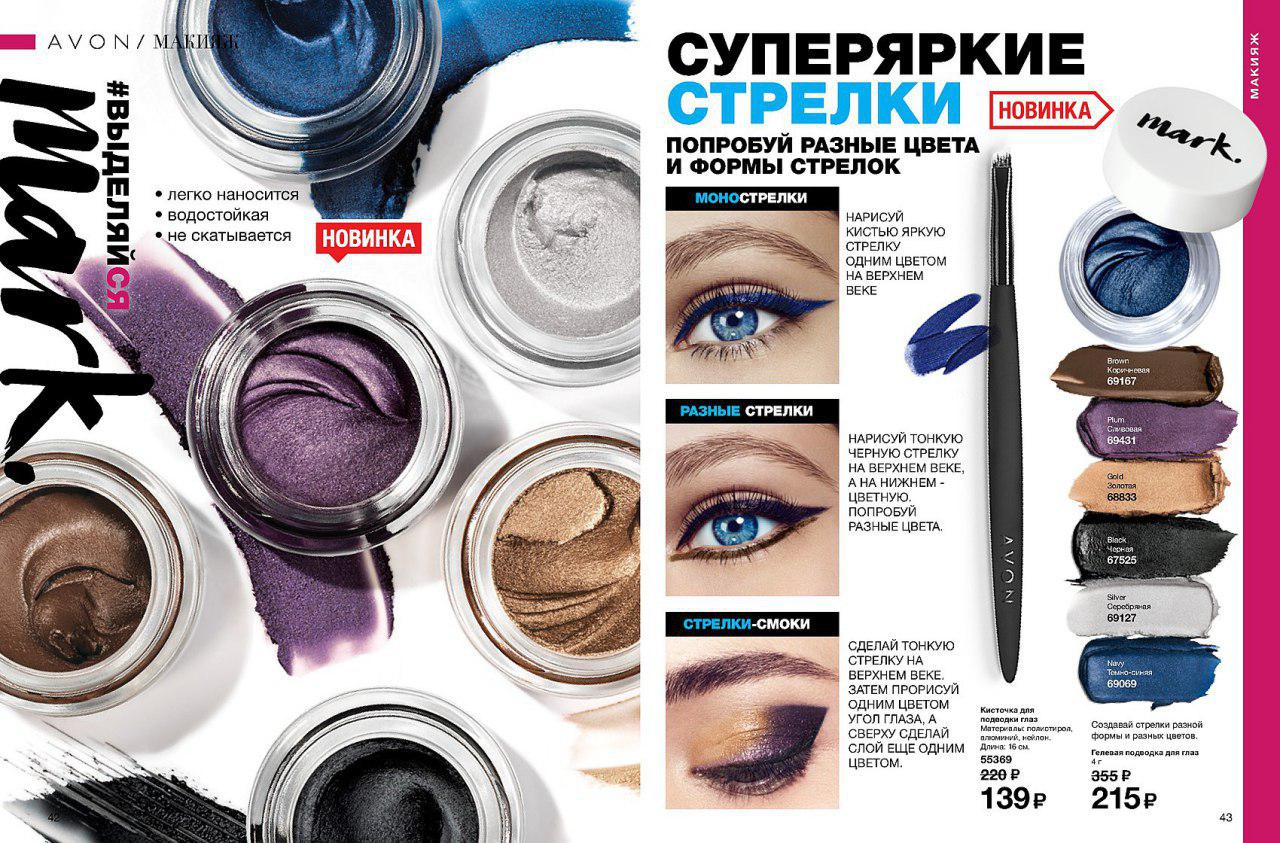 AVON / МАКИЯЖ
#ВЫДЕЛЯЙСЯ
mark.
• легко наносится
• водостойкая
• не скатывается
НОВИНКА
42
СУПЕРЯРКИЕ
СТРЕЛКИ
НОВИНКА
ПОПРОБУЙ РАЗНЫЕ ЦВЕТА
И ФОРМЫ СТРЕЛОК
mark.
МАКИЯЖ
МОНОСТРЕЛКИ
НАРИСУЙ
КИСТЬЮ ЯРКУЮ
СТРЕЛКУ
ОДНИМ ЦВЕТОМ
НА ВЕРХНЕМ
ВЕКЕ
РАЗНЫЕ СТРЕЛКИ
НАРИСУЙ ТОНКУЮ
ЧЕРНУЮ СТРЕЛКУ
НА ВЕРХНЕМ ВЕКЕ,
А НА НИЖНЕМ -
ЦВЕТНУЮ.
ПОПРОБУЙ
РАЗНЫЕ ЦВЕТА.
СТРЕЛКИ-СМОКИ
СДЕЛАЙ ТОНКУЮ
СТРЕЛКУ НА
ВЕРХНЕМ ВЕКЕ.
ЗАТЕМ ПРОРИСУЙ
ОДНИМ ЦВЕТОМ
УГОЛ ГЛАЗА, А
СВЕРХУ СДЕЛАЙ
СЛОЙ ЕЩЕ ОДНИМ
ЦВЕТОМ.
AVON
Brown
Коричневая
69167
Plum
Сливовая
69431
Gold
Золотая
68833
Black
Черная
67525
Silver
Серебряная
69127
Navy
Темно-синяя
69069
Кисточка для
подводки глаз
Материалы: полистирол,
алюминий, нейлон.
Длина: 16 см.
55369
220 ₽
139 ₽
Создавай стрелки разной
формы и разных цветов.
Гелевая подводка для глаз
4 г
355 ₽
215 ₽
43